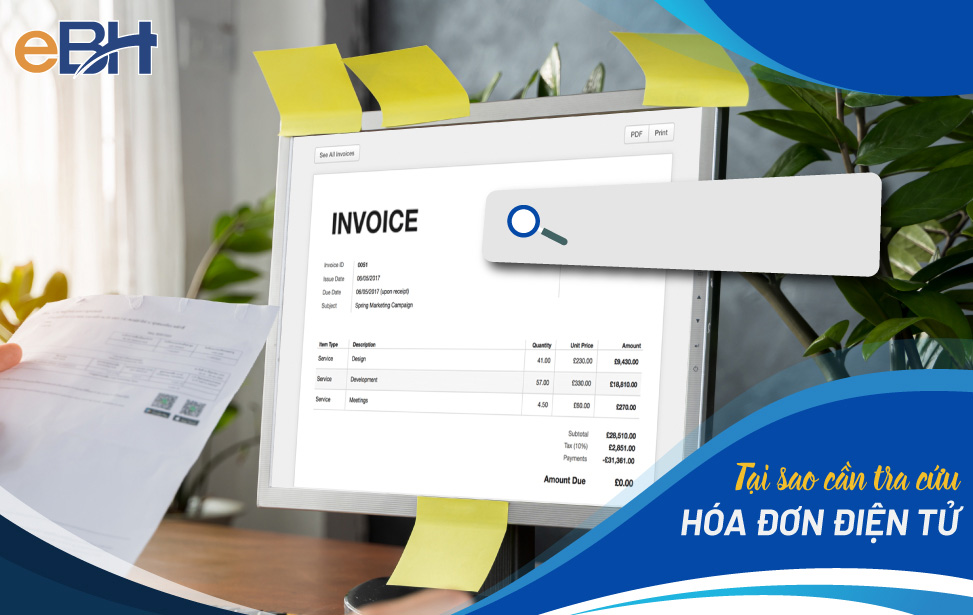 eBH
See All Invoices
PDF Print
INVOICE
Invoice ID 0051
Issue Date 06/05/2017
Due Date 06/05/2017 (upon receipt)
Subject Spring Marketing Campaign
Item Type Description Quantity Unit Price Amount
Service Design 41.00 £230.00 £9,430.00
Service Development 57.00 £330.00 £18,810.00
Service Meetings 4.50 £60.00 £270.00
Subtotal £28,510.00
Tax (10%) £2,851.00
Payments -£31,361.00
Amount Due £0.00
Tại sao cần tra cứu
HÓA ĐƠN ĐIỆN TỬ